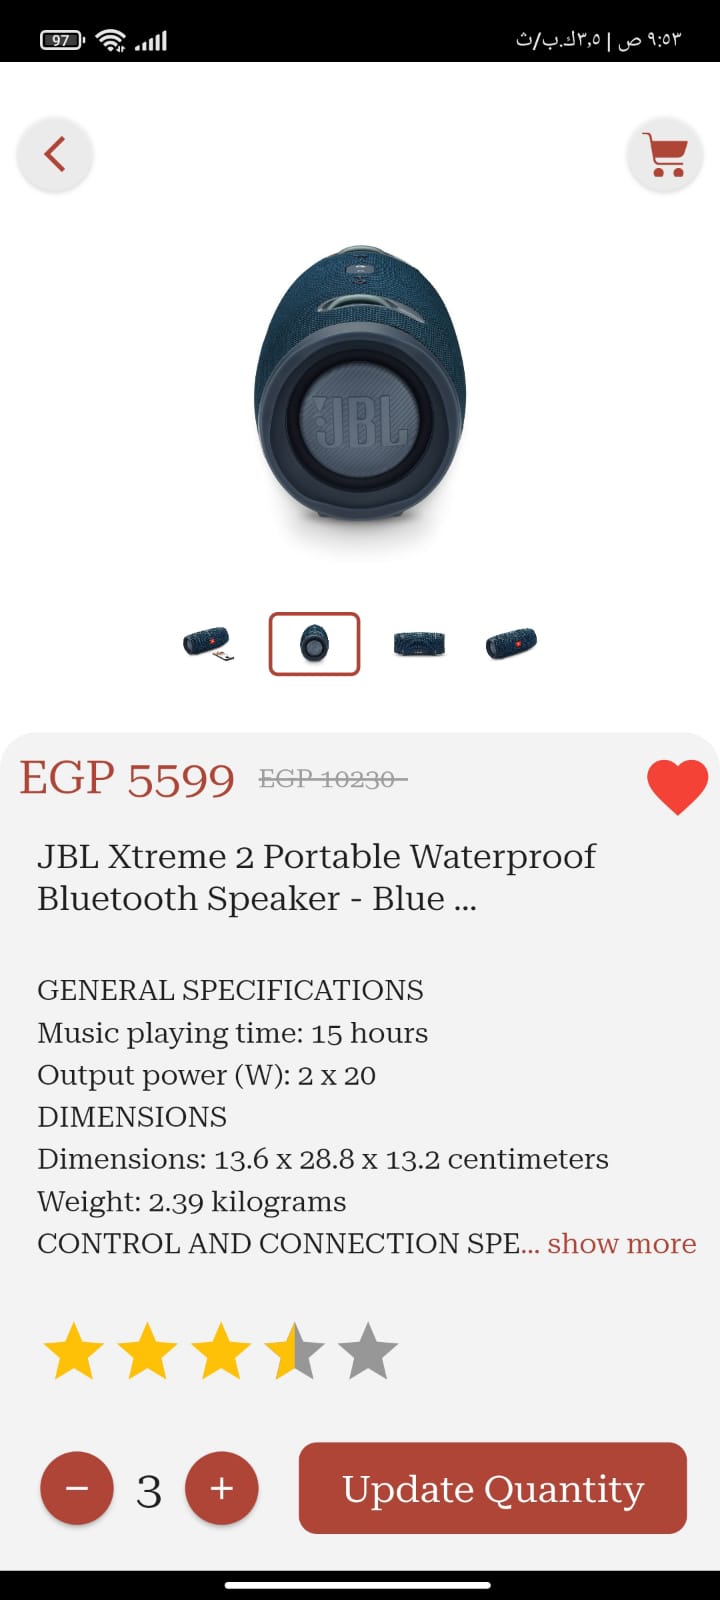 97
٩:٥٣ ص | ٣,٥ك.ب/ث
JBL
EGP 5599 EGP 10230
JBL Xtreme 2 Portable Waterproof
Bluetooth Speaker - Blue ...
GENERAL SPECIFICATIONS
Music playing time: 15 hours
Output power (W): 2 x 20
DIMENSIONS
Dimensions: 13.6 x 28.8 x 13.2 centimeters
Weight: 2.39 kilograms
CONTROL AND CONNECTION SPE... show more
− 3 + Update Quantity